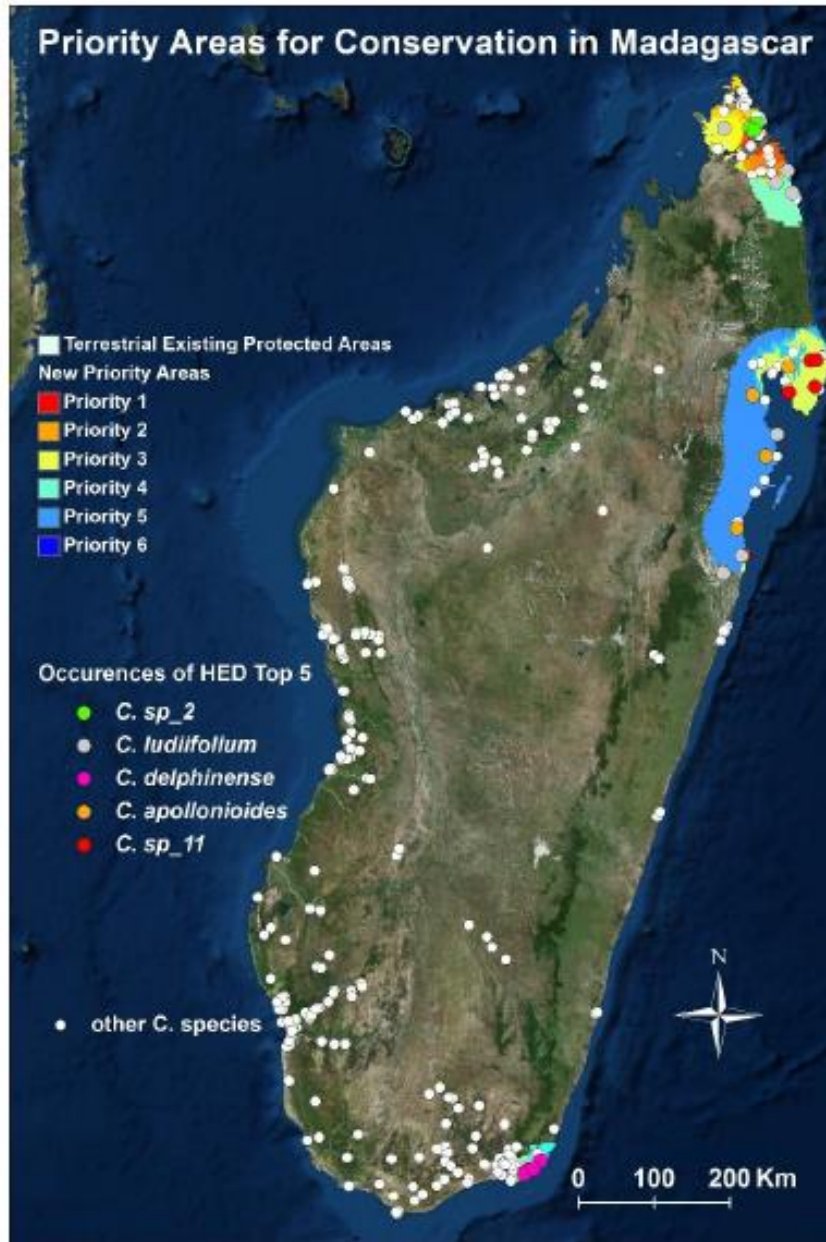 Priority Areas for Conservation in Madagascar
Terrestrial Existing Protected Areas
New Priority Areas
Priority 1
Priority 2
Priority 3
Priority 4
Priority 5
Priority 6
Occurences of HED Top 5
C. sp_2
C. ludiifolium
C. delphinense
C. apollonioides
C. sp_11
other C. species
N
0 100 200 Km